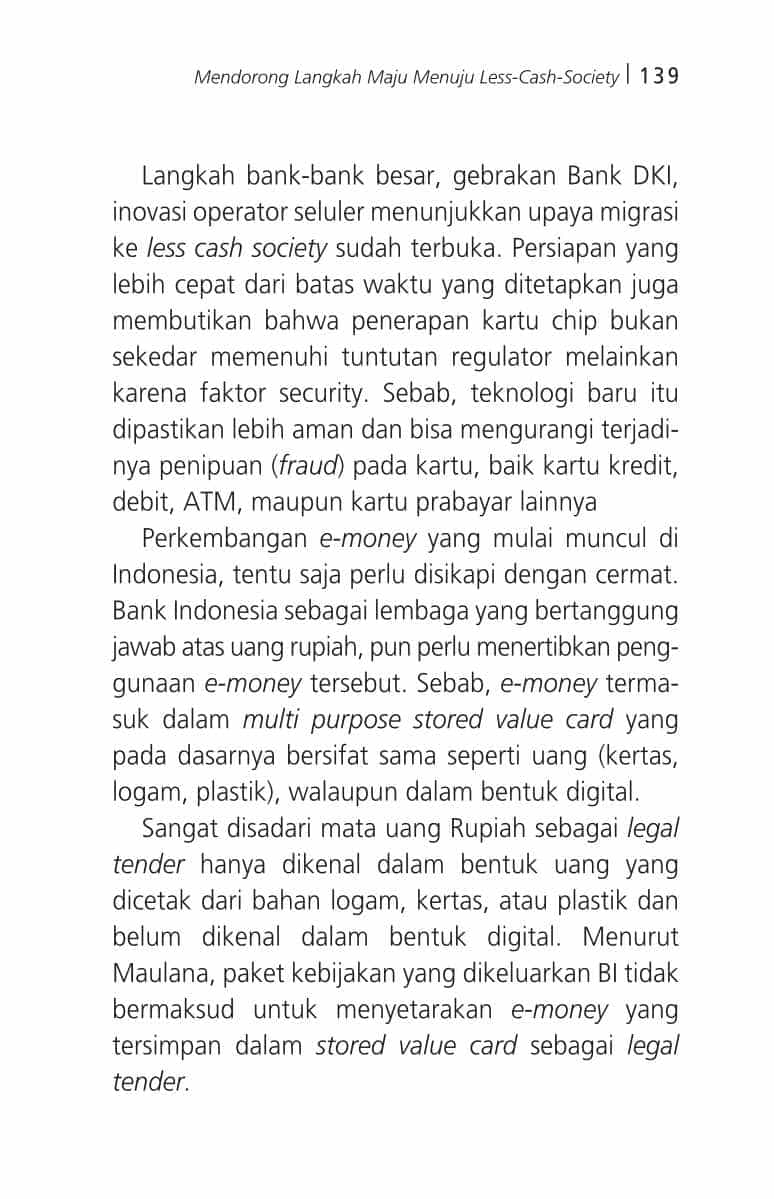 Mendorong Langkah Maju Menuju Less-Cash-Society | 139
Langkah bank-bank besar, gebrakan Bank DKI,
inovasi operator seluler menunjukkan upaya migrasi
ke less cash society sudah terbuka. Persiapan yang
lebih cepat dari batas waktu yang ditetapkan juga
membutikan bahwa penerapan kartu chip bukan
sekedar memenuhi tuntutan regulator melainkan
karena faktor security. Sebab, teknologi baru itu
dipastikan lebih aman dan bisa mengurangi terjadi-
nya penipuan (fraud) pada kartu, baik kartu kredit,
debit, ATM, maupun kartu prabayar lainnya
Perkembangan e-money yang mulai muncul di
Indonesia, tentu saja perlu disikapi dengan cermat.
Bank Indonesia sebagai lembaga yang bertanggung
jawab atas uang rupiah, pun perlu menertibkan peng-
gunaan e-money tersebut. Sebab, e-money terma-
suk dalam multi purpose stored value card yang
pada dasarnya bersifat sama seperti uang (kertas,
logam, plastik), walaupun dalam bentuk digital.
Sangat disadari mata uang Rupiah sebagai legal
tender hanya dikenal dalam bentuk uang yang
dicetak dari bahan logam, kertas, atau plastik dan
belum dikenal dalam bentuk digital. Menurut
Maulana, paket kebijakan yang dikeluarkan BI tidak
bermaksud untuk menyetarakan e-money yang
tersimpan dalam stored value card sebagai legal
tender.